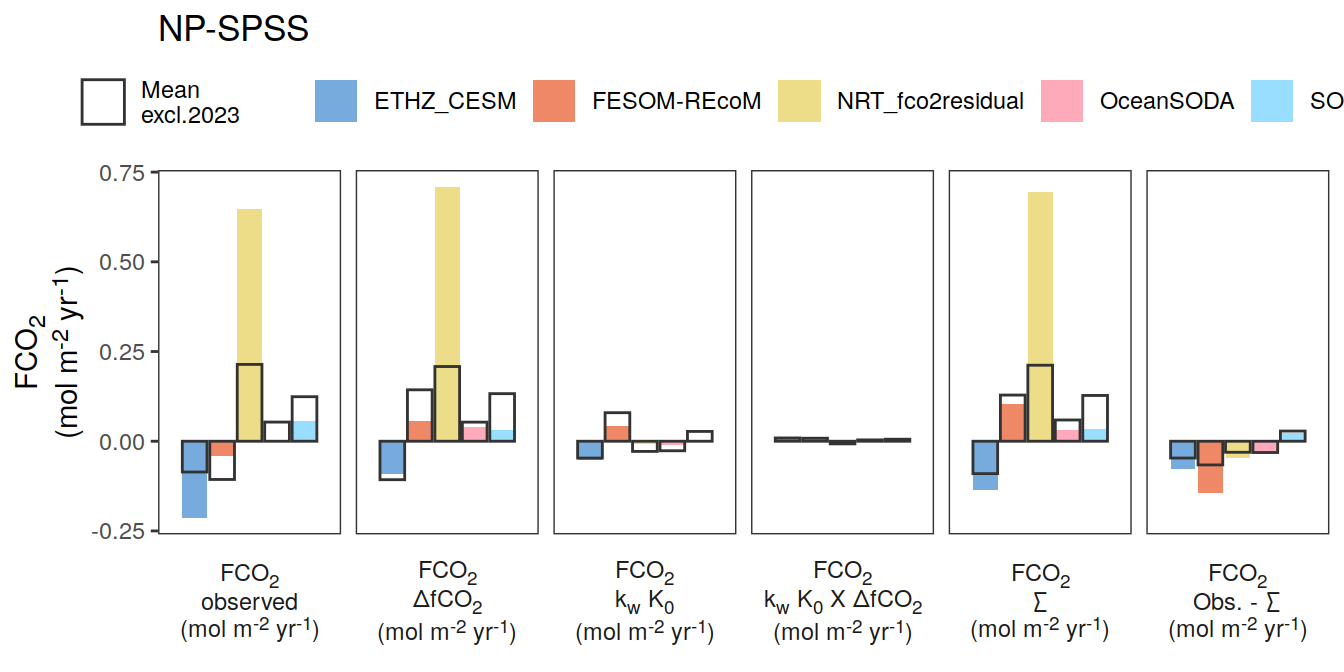 NP-SPSS
Mean
excl.2023
ETHZ_CESM
FESOM-REcoM
NRT_fco2residual
OceanSODA
SO
FCO₂
(mol m⁻² yr⁻¹)
0.75
0.50
0.25
0.00
-0.25
FCO₂
observed
(mol m⁻² yr⁻¹)
FCO₂
ΔfCO₂
(mol m⁻² yr⁻¹)
FCO₂
k_w K₀
(mol m⁻² yr⁻¹)
FCO₂
k_w K₀ X ΔfCO₂
(mol m⁻² yr⁻¹)
FCO₂
Σ
(mol m⁻² yr⁻¹)
FCO₂
Obs. - Σ
(mol m⁻² yr⁻¹)